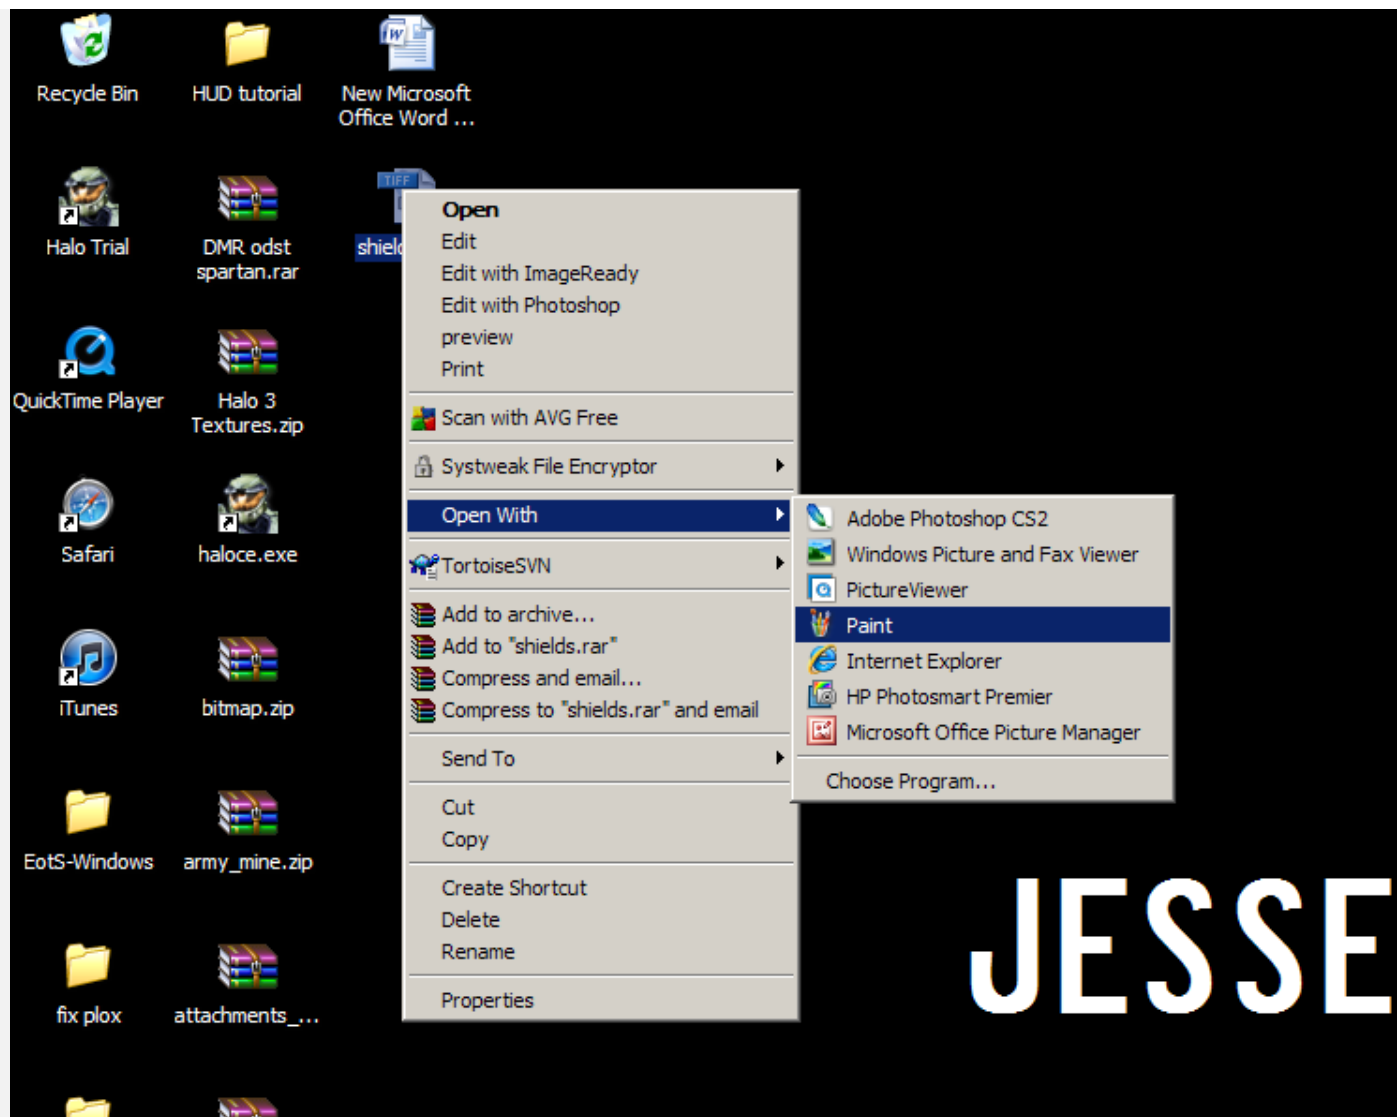 Recycle Bin
HUD tutorial
New Microsoft
Office Word ...
Halo Trial
DMR odst
spartan.rar
TIFF
QuickTime Player
Halo 3
Textures.zip
Safari
haloce.exe
iTunes
bitmap.zip
EotS-Windows
army_mine.zip
fix plox
attachments_...
Open
Edit
Edit with ImageReady
Edit with Photoshop
preview
Print
Scan with AVG Free
Systweak File Encryptor
Open With
TortoiseSVN
Add to archive...
Add to "shields.rar"
Compress and email...
Compress to "shields.rar" and email
Send To
Cut
Copy
Create Shortcut
Delete
Rename
Properties
Adobe Photoshop CS2
Windows Picture and Fax Viewer
PictureViewer
Paint
Internet Explorer
HP Photosmart Premier
Microsoft Office Picture Manager
Choose Program...
JESSE